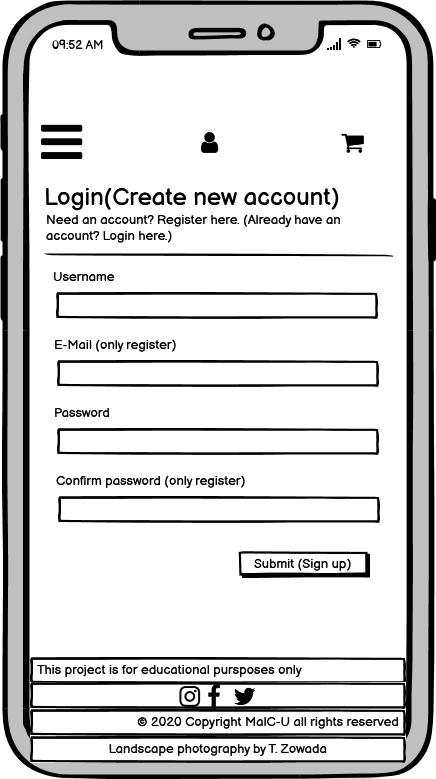 09:52 AM
Login(Create new account)
Need an account? Register here. (Already have an
account? Login here.)
Username
E-Mail (only register)
Password
Confirm password (only register)
Submit (Sign up)
This project is for educational pursposes only
© 2020 Copyright MalC-U all rights reserved
Landscape photography by T. Zowada